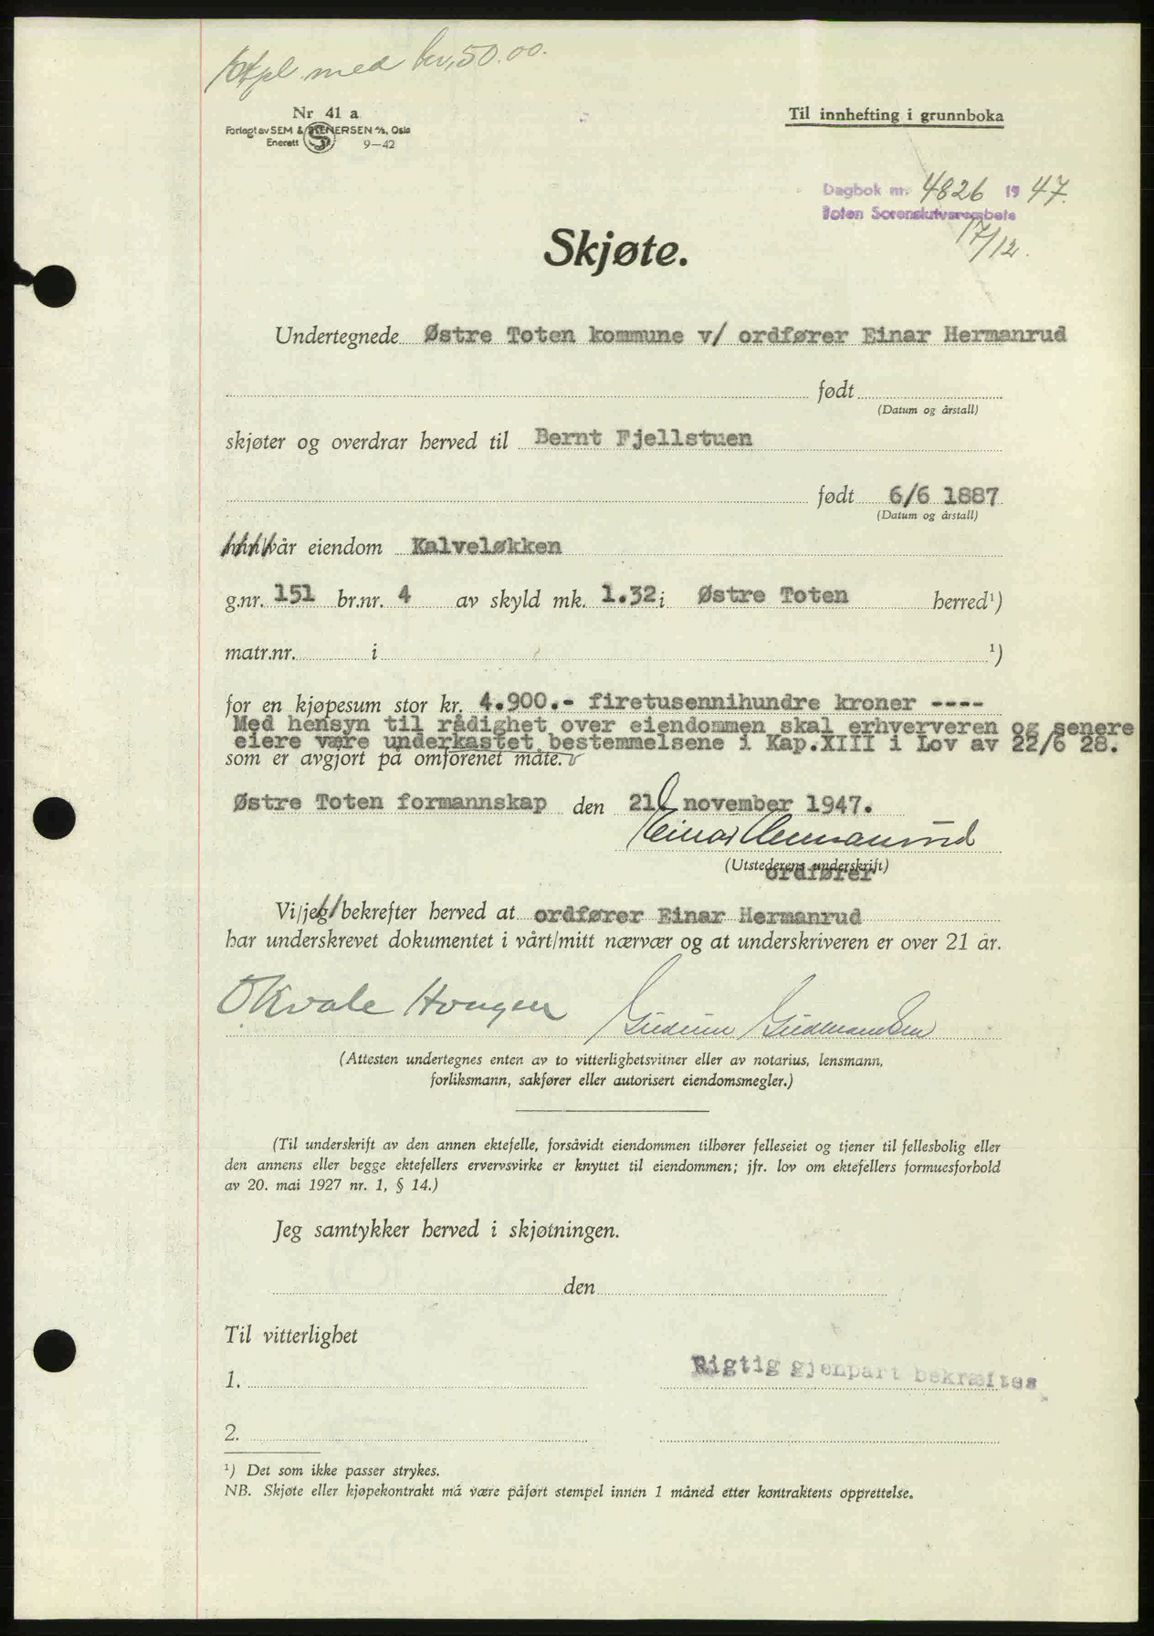 Stpl. med kr. 50.00.
Nr 41 a
Forlagt av SEM & STENERSEN A/S, Oslo
Enerett 9-42
Til innhefting i grunnboka
Dagbok nr. 4826 1947.
Toten Sorenskriverembete
17/12.
Skjøte.
Undertegnede Østre Toten kommune v/ ordfører Einar Hermanrud
født
(Datum og årstall)
skjøter og overdrar herved til Bernt Fjellstuen
født 6/6 1887
(Datum og årstall)
min/vår eiendom Kalveløkken
g.nr. 151 br.nr. 4 av skyld mk. 1.32 i Østre Toten herred¹)
matr.nr. i ¹)
for en kjøpesum stor kr. 4.900.- firetusennihundre kroner ----
Med hensyn til rådighet over eiendommen skal erhververen og senere
eiere være underkastet bestemmelsene i Kap.XIII i Lov av 22/6 28.
som er avgjort på omforenet måte.
Østre Toten formannskap den 21. november 1947.
Einar Hermanrud
(Utstederens underskrift)
ordfører
Vi/jeg bekrefter herved at ordfører Einar Hermanrud
har underskrevet dokumentet i vårt/mitt nærvær og at underskriveren er over 21 år.
O. Kvale Haugen Gudrun Gudmundsen
(Attesten undertegnes enten av to vitterlighetsvitner eller av notarius, lensmann,
forliksmann, sakfører eller autorisert eiendomsmegler.)
(Til underskrift av den annen ektefelle, forsåvidt eiendommen tilhører felleseiet og tjener til fellesbolig eller
den annens eller begge ektefellers ervervsvirke er knyttet til eiendommen; jfr. lov om ektefellers formuesforhold
av 20. mai 1927 nr. 1, § 14.)
Jeg samtykker herved i skjøtningen.
den
Til vitterlighet
1.
Rigtig gjenpart bekræftes
2.
¹) Det som ikke passer strykes.
NB. Skjøte eller kjøpekontrakt må være påført stempel innen 1 måned etter kontraktens opprettelse.